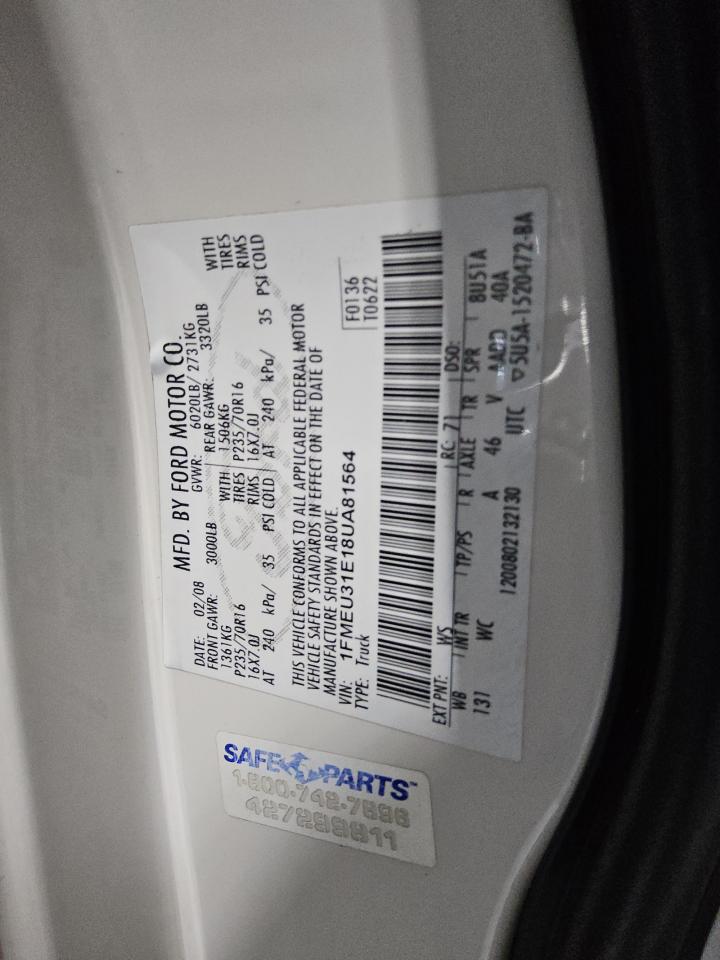 MFD. BY FORD MOTOR CO.
DATE: 02/08 GVWR: 6020LB/ 2731KG
FRONT GAWR: 3000LB REAR GAWR: 3320LB
1361KG WITH 1506KG WITH
P235/70R16 TIRES P235/70R16 TIRES
16X7.0J RIMS 16X7.0J RIMS
AT 240 kPa/ 35 PSI COLD AT 240 kPa/ 35 PSI COLD
THIS VEHICLE CONFORMS TO ALL APPLICABLE FEDERAL MOTOR
VEHICLE SAFETY STANDARDS IN EFFECT ON THE DATE OF
MANUFACTURE SHOWN ABOVE.
VIN: 1FMEU31E18UA81564
TYPE: Truck
F0136
T0622
EXT PNT: WS RC: 71 DSO:
WB INT TR TP/PS R AXLE TR SPR BU51A
131 WC A 46 V AADD 40A
1200802132130 UTC ▽5U5A-1520472-BA
SAFE PARTS™
1-800-742-7696
427299811